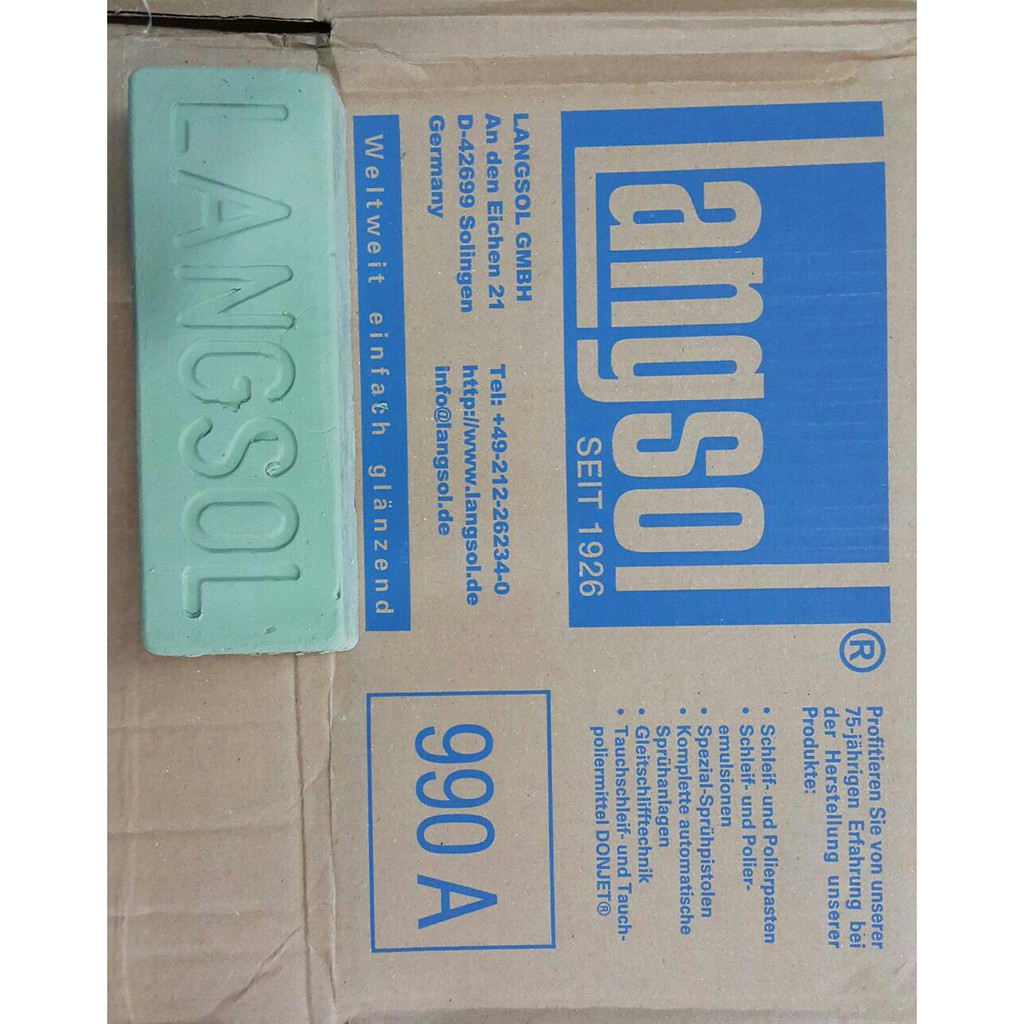 Langsol®
SEIT 1926
LANGSOL GMBH
An den Eichen 21
D-42699 Solingen
Germany
Tel: +49-212-26234-0
http://www.langsol.de
info@langsol.de
Weltweit einfach glänzend
LANGSOL
Profitieren Sie von unserer
75-jährigen Erfahrung bei
der Herstellung unserer
Produkte:
• Schleif- und Polierpasten
• Schleif- und Polier-
emulsionen
• Spezial-Sprühpistolen
• Komplette automatische
Sprühanlagen
• Gleitschlifftechnik
• Tauchschleif- und Tauch-
poliermittel DONJET®
990 A